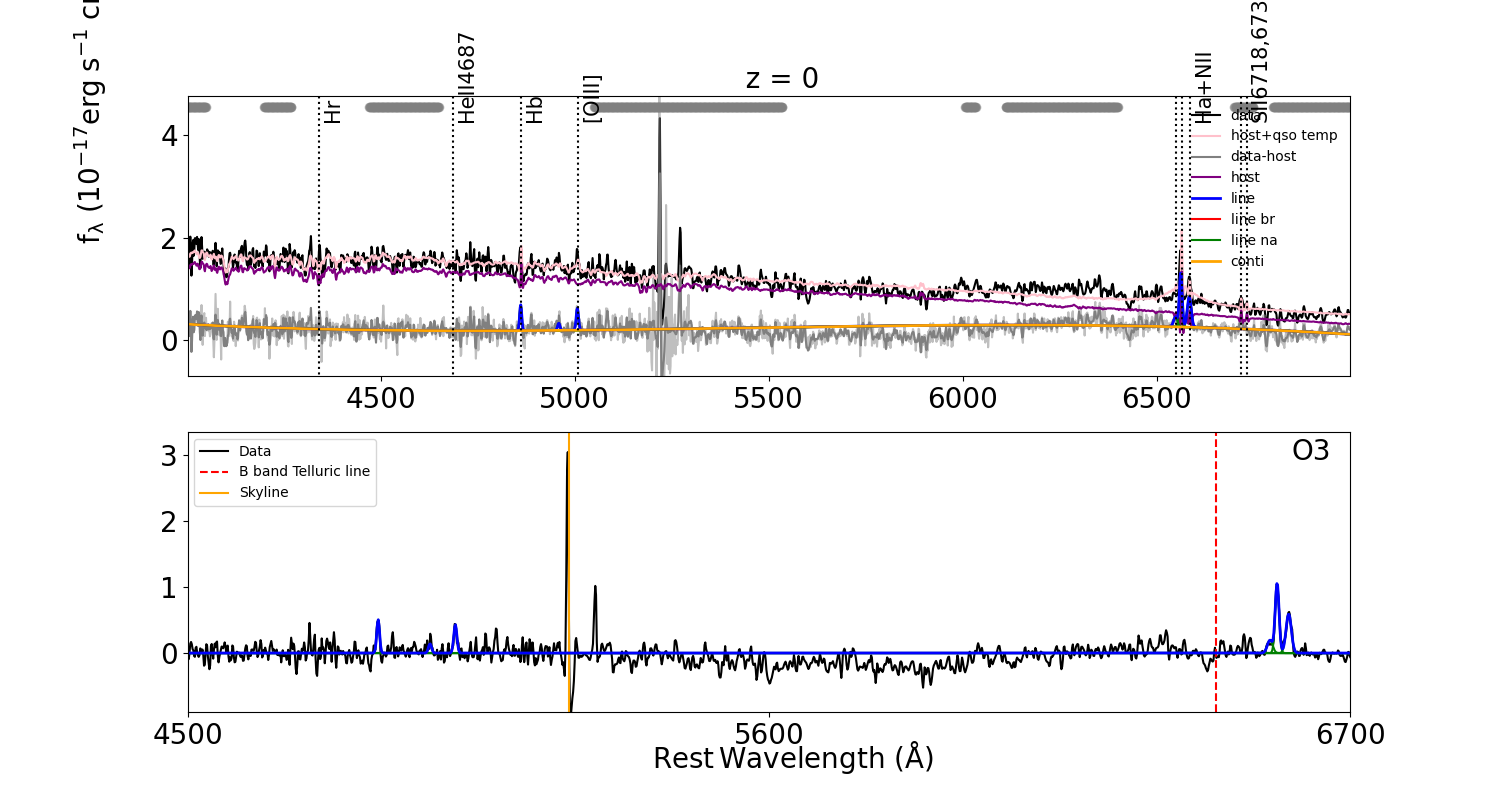 z = 0
fλ (10−17erg s−1 c
Hr
HeII4687
Hb
[OIII]
Ha+NII
SII6718,673
data
host+qso temp
data-host
host
line
line br
line na
conti
4
2
0
4500
5000
5500
6000
6500
O3
Data
B band Telluric line
Skyline
3
2
1
0
4500
5600
6700
Rest Wavelength (Å)